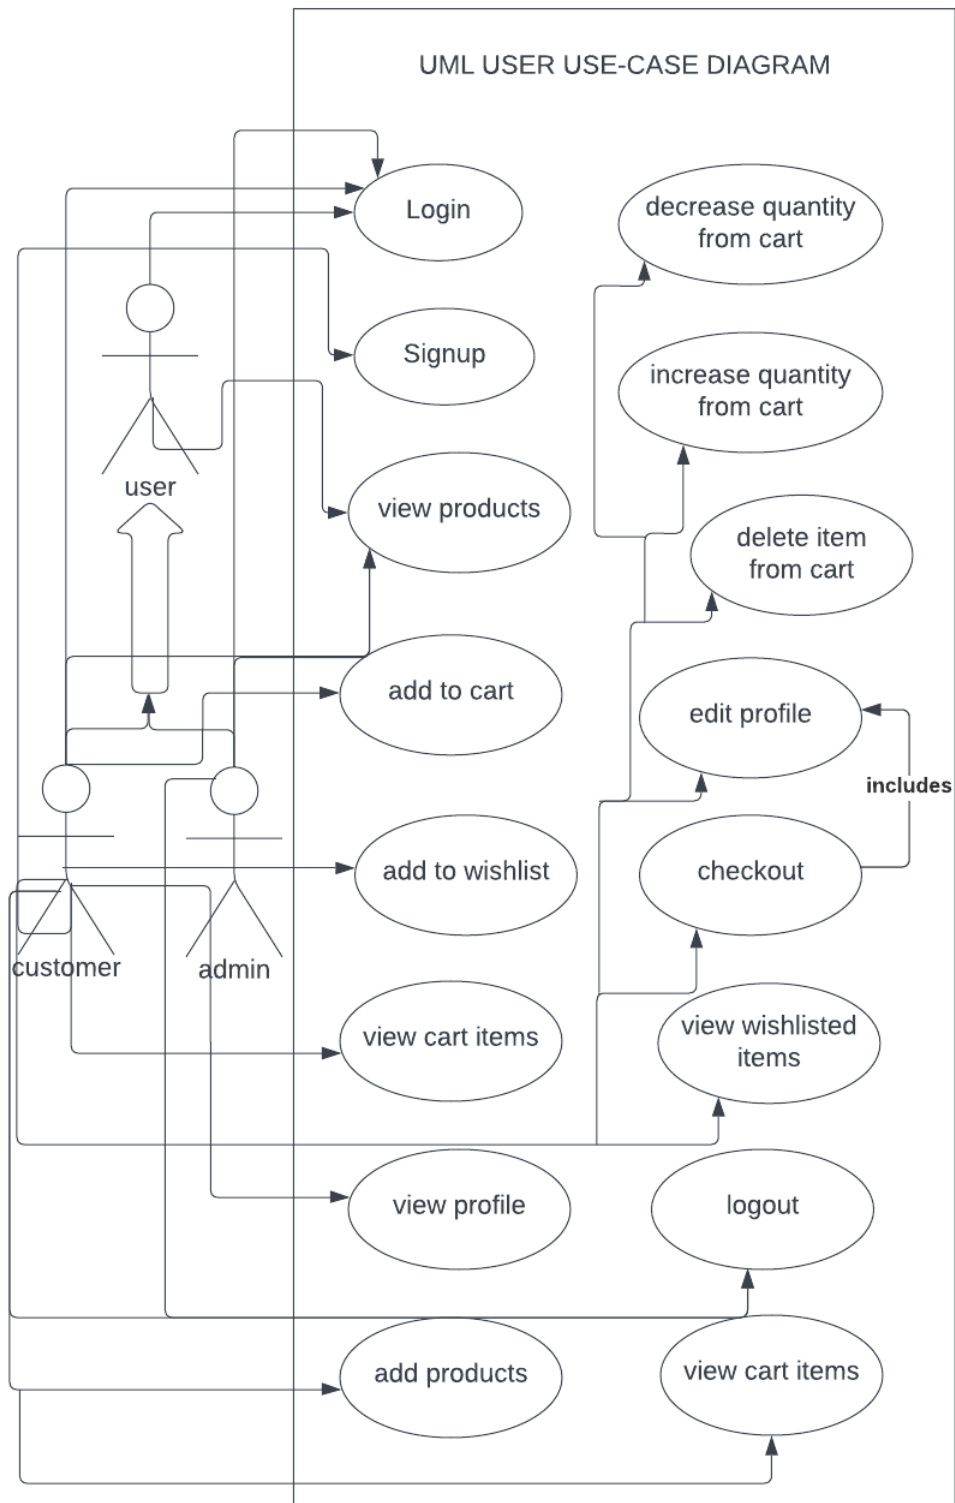 UML USER USE-CASE DIAGRAM
Login
decrease quantity
from cart
Signup
increase quantity
from cart
user
view products
delete item
from cart
add to cart
edit profile
includes
add to wishlist
checkout
customer
admin
view cart items
view wishlisted
items
view profile
logout
add products
view cart items